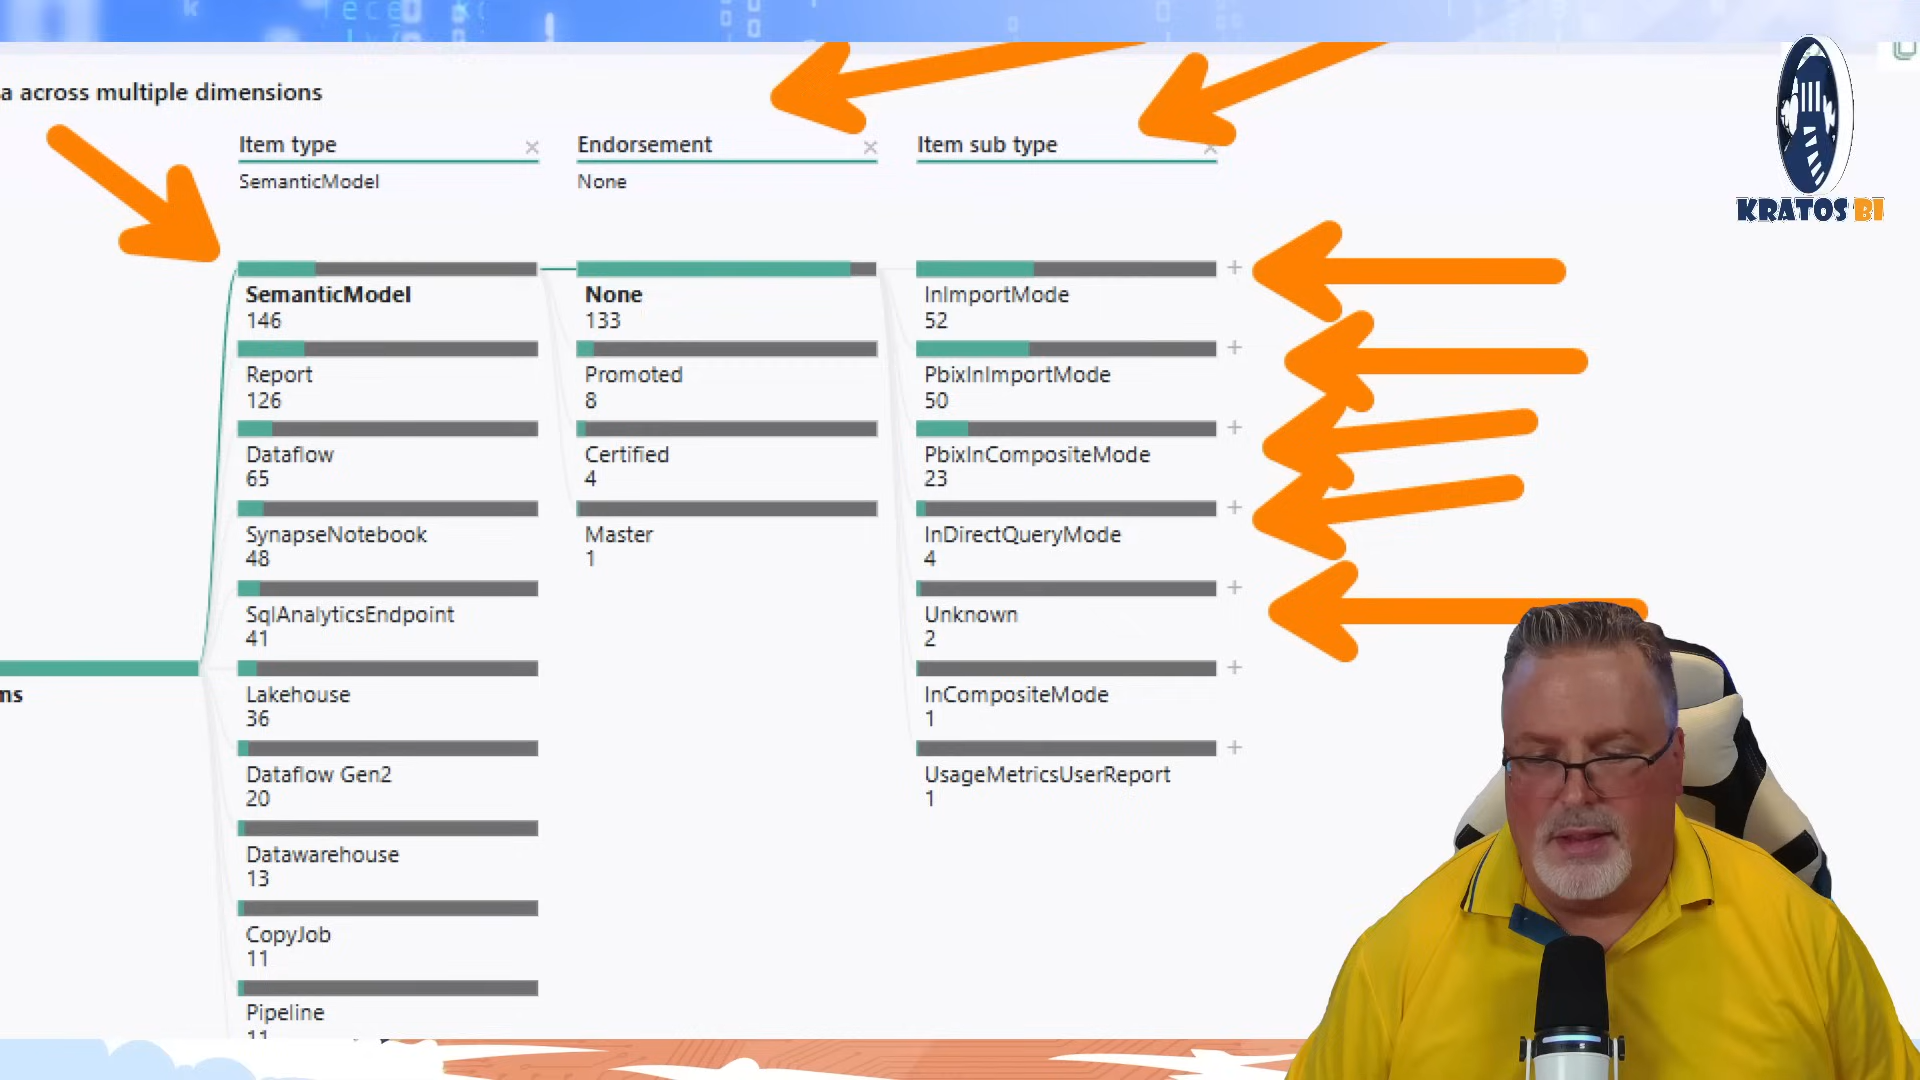 a across multiple dimensions
Item type
Endorsement
Item sub type
SemanticModel
None
SemanticModel
146
Report
126
Dataflow
65
SynapseNotebook
48
SqlAnalyticsEndpoint
41
Lakehouse
36
Dataflow Gen2
20
Datawarehouse
13
CopyJob
11
Pipeline
11
None
133
Promoted
8
Certified
4
Master
1
InImportMode
52
PbixInImportMode
50
PbixInCompositeMode
23
InDirectQueryMode
4
Unknown
2
InCompositeMode
1
UsageMetricsUserReport
1
ms
KRATOS BI